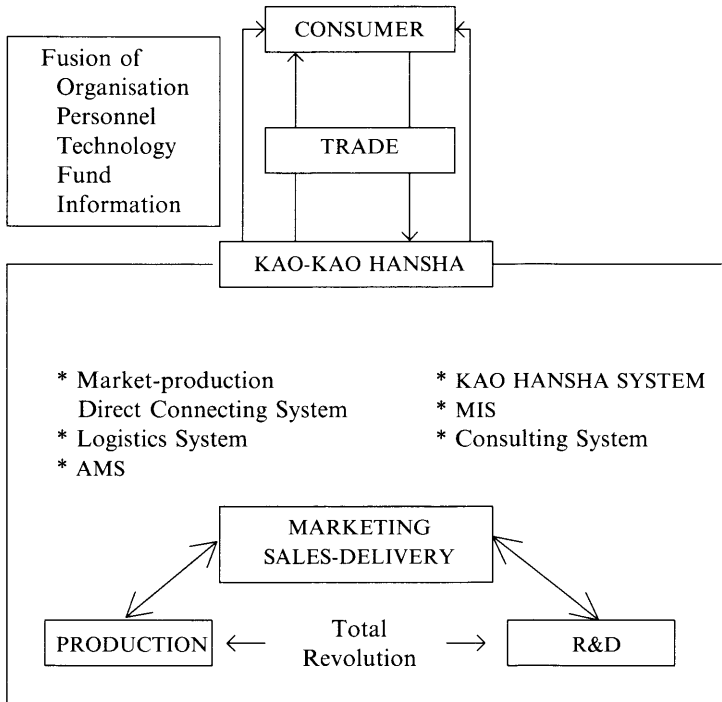 CONSUMER
Fusion of
Organisation
Personnel
Technology
Fund
Information
TRADE
KAO-KAO HANSHA
* Market-production
Direct Connecting System
* Logistics System
* AMS
* KAO HANSHA SYSTEM
* MIS
* Consulting System
MARKETING
SALES-DELIVERY
PRODUCTION
Total
Revolution
R&D